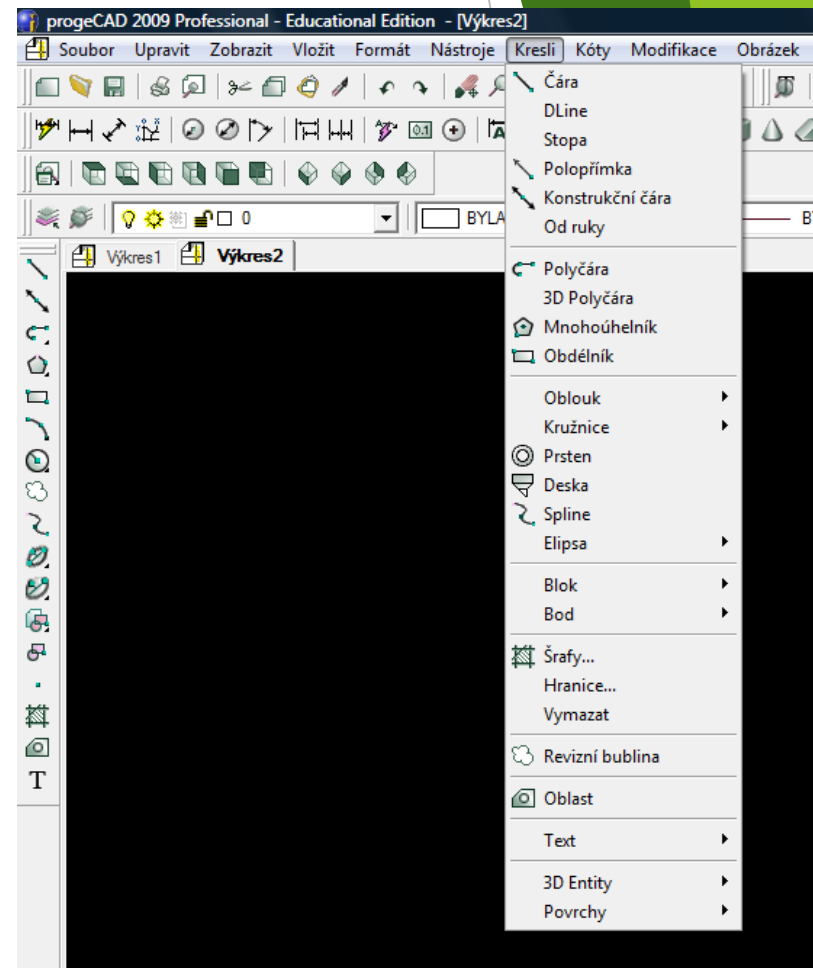 progeCAD 2009 Professional - Educational Edition - [Výkres2]
Soubor Upravit Zobrazit Vložit Formát Nástroje Kresli Kóty Modifikace Obrázek
0.1
0 BYLA
Výkres1 Výkres2
T
Čára
DLine
Stopa
Polopřímka
Konstrukční čára
Od ruky
Polyčára
3D Polyčára
Mnohoúhelník
Obdélník
Oblouk
Kružnice
Prsten
Deska
Spline
Elipsa
Blok
Bod
Šrafy...
Hranice...
Vymazat
Revizní bublina
Oblast
Text
3D Entity
Povrchy